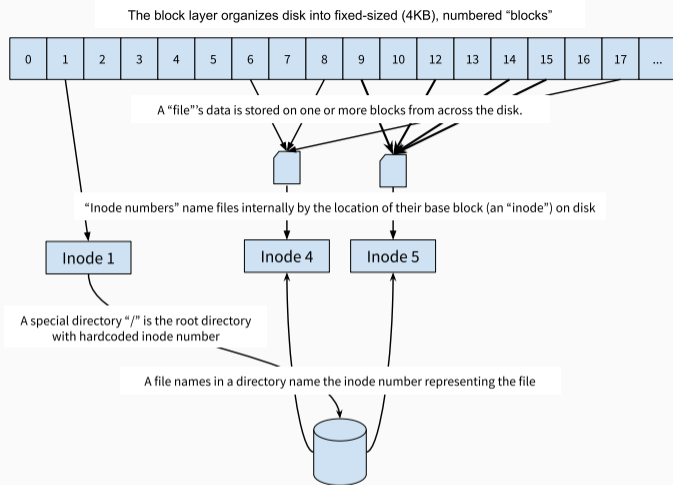 The block layer organizes disk into fixed-sized (4KB), numbered “blocks”
0 1 2 3 4 5 6 7 8 9 10 11 12 13 14 15 16 17 ...
A “file”’s data is stored on one or more blocks from across the disk.
“Inode numbers” name files internally by the location of their base block (an “inode”) on disk
Inode 1 Inode 4 Inode 5
A special directory “/” is the root directory
with hardcoded inode number
A file names in a directory name the inode number representing the file